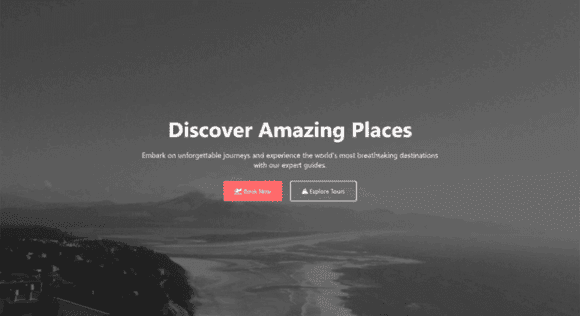 Discover Amazing Places
Embark on unforgettable journeys and experience the world's most breathtaking destinations
with our expert guides.
Book Now
Explore Tours